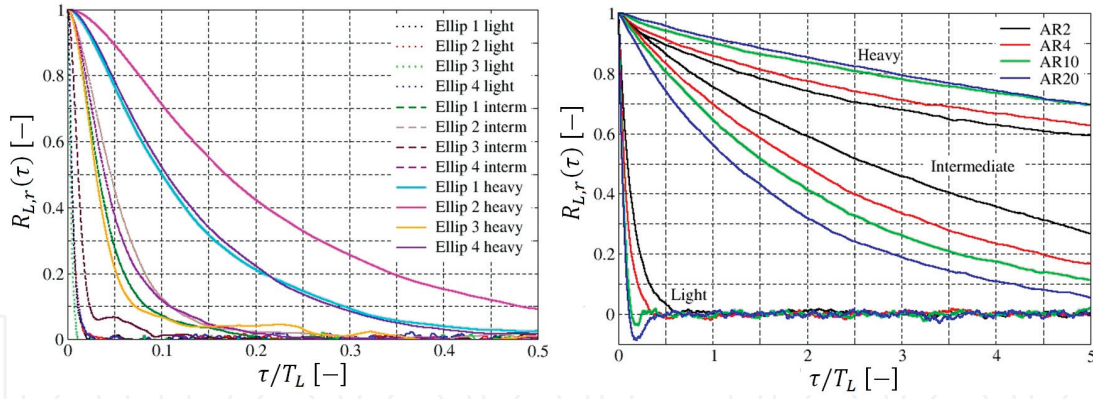 1
0.8
0.6
0.4
0.2
0
R_{L,r}(τ) [−]
Ellip 1 light
Ellip 2 light
Ellip 3 light
Ellip 4 light
Ellip 1 interm
Ellip 2 interm
Ellip 3 interm
Ellip 4 interm
Ellip 1 heavy
Ellip 2 heavy
Ellip 3 heavy
Ellip 4 heavy
0 0.1 0.2 0.3 0.4 0.5
τ/T_L [−]
1
0.8
0.6
0.4
0.2
0
R_{L,r}(τ) [−]
AR2
AR4
AR10
AR20
Heavy
Intermediate
Light
0 1 2 3 4 5
τ/T_L [−]